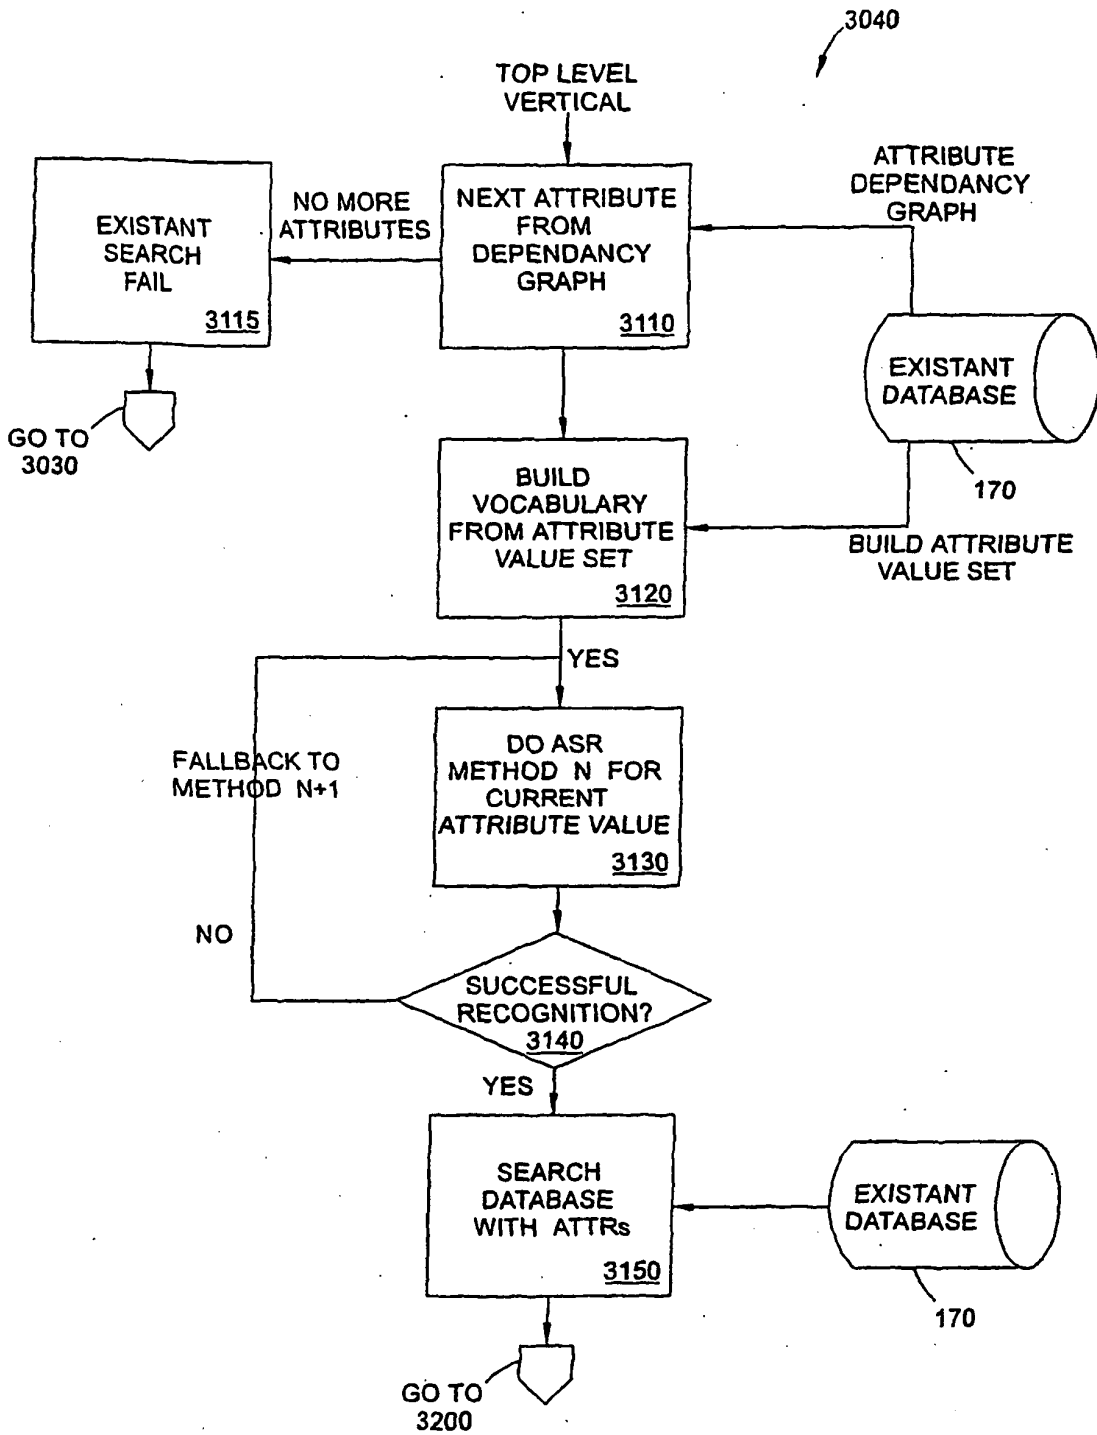 3040
TOP LEVEL
VERTICAL
ATTRIBUTE
DEPENDANCY
GRAPH
NO MORE
ATTRIBUTES
EXISTANT
SEARCH
FAIL
3115
NEXT ATTRIBUTE
FROM
DEPENDANCY
GRAPH
3110
EXISTANT
DATABASE
170
GO TO
3030
BUILD
VOCABULARY
FROM ATTRIBUTE
VALUE SET
3120
BUILD ATTRIBUTE
VALUE SET
YES
FALLBACK TO
METHOD N+1
DO ASR
METHOD N FOR
CURRENT
ATTRIBUTE VALUE
3130
NO
SUCCESSFUL
RECOGNITION?
3140
YES
SEARCH
DATABASE
WITH ATTRs
3150
EXISTANT
DATABASE
170
GO TO
3200